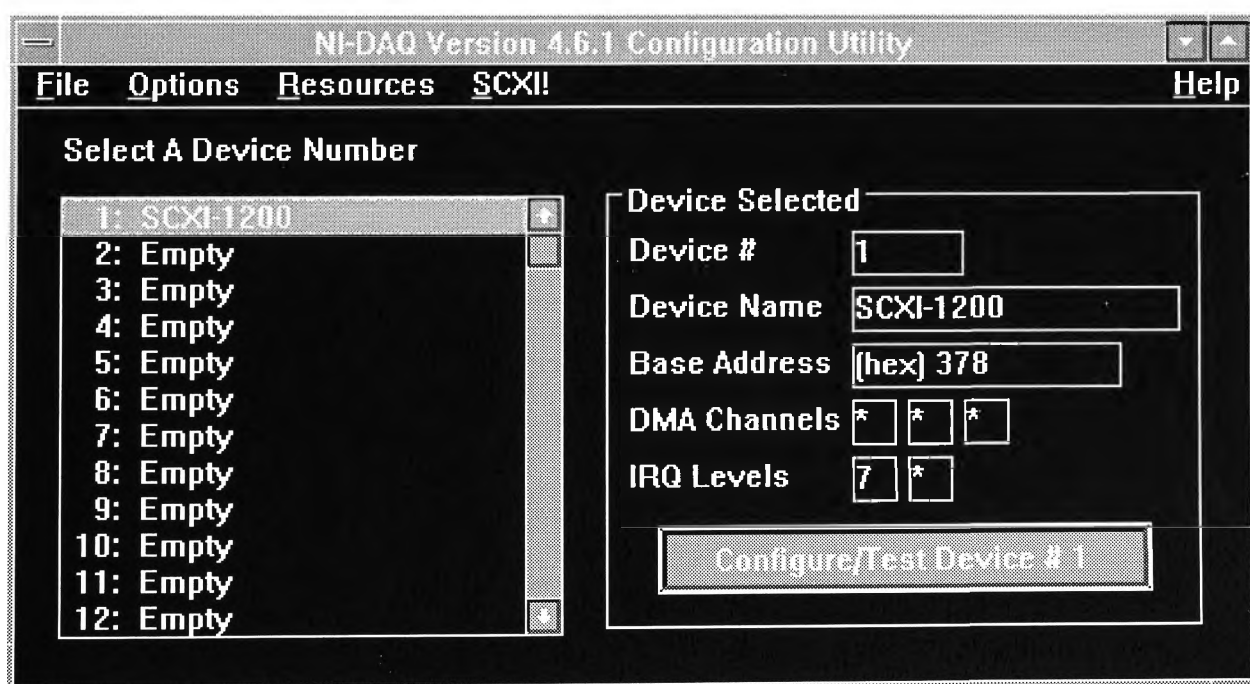 NI-DAQ Version 4.6.1 Configuration Utility
File Options Resources SCXI! Help
Select A Device Number
1: SCXI-1200
2: Empty
3: Empty
4: Empty
5: Empty
6: Empty
7: Empty
8: Empty
9: Empty
10: Empty
11: Empty
12: Empty
Device Selected
Device # 1
Device Name SCXI-1200
Base Address (hex) 378
DMA Channels * * *
IRQ Levels 7 *
Configure/Test Device # 1